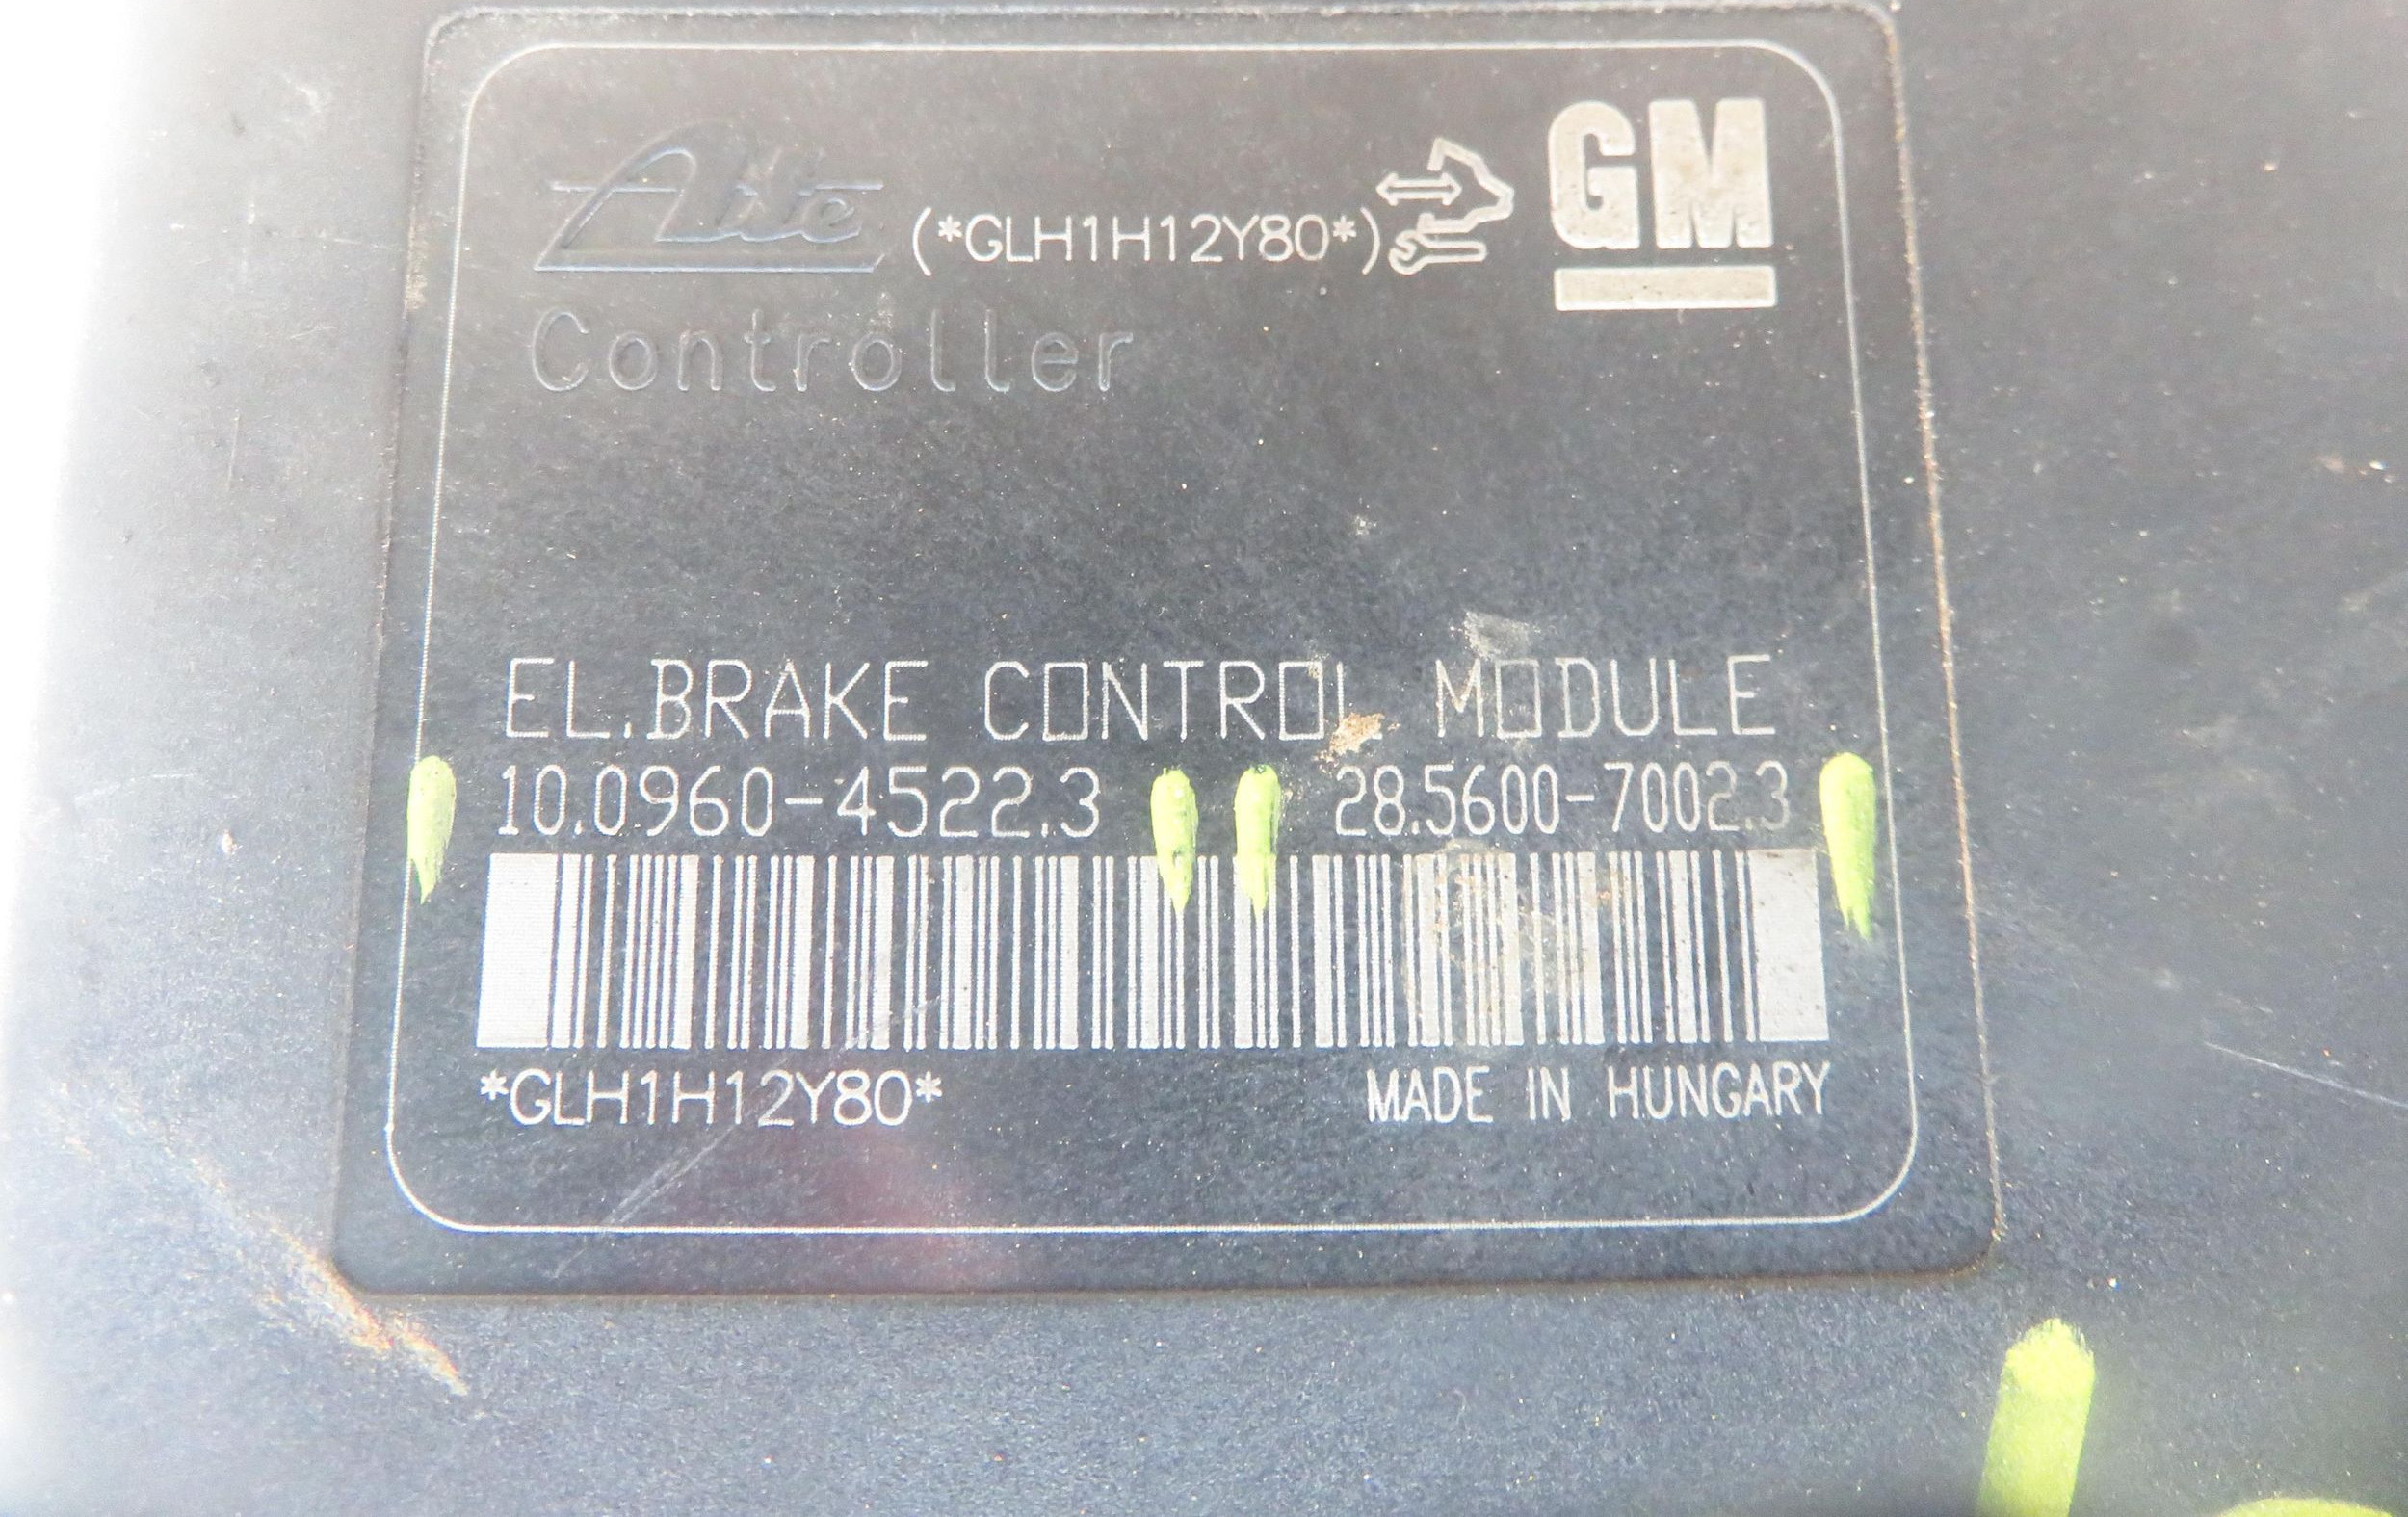 Ate (*GLH1H12Y80*) GM
Controller
EL.BRAKE CONTROL MODULE
10.0960-4522.3 28.5600-7002.3
*GLH1H12Y80* MADE IN HUNGARY